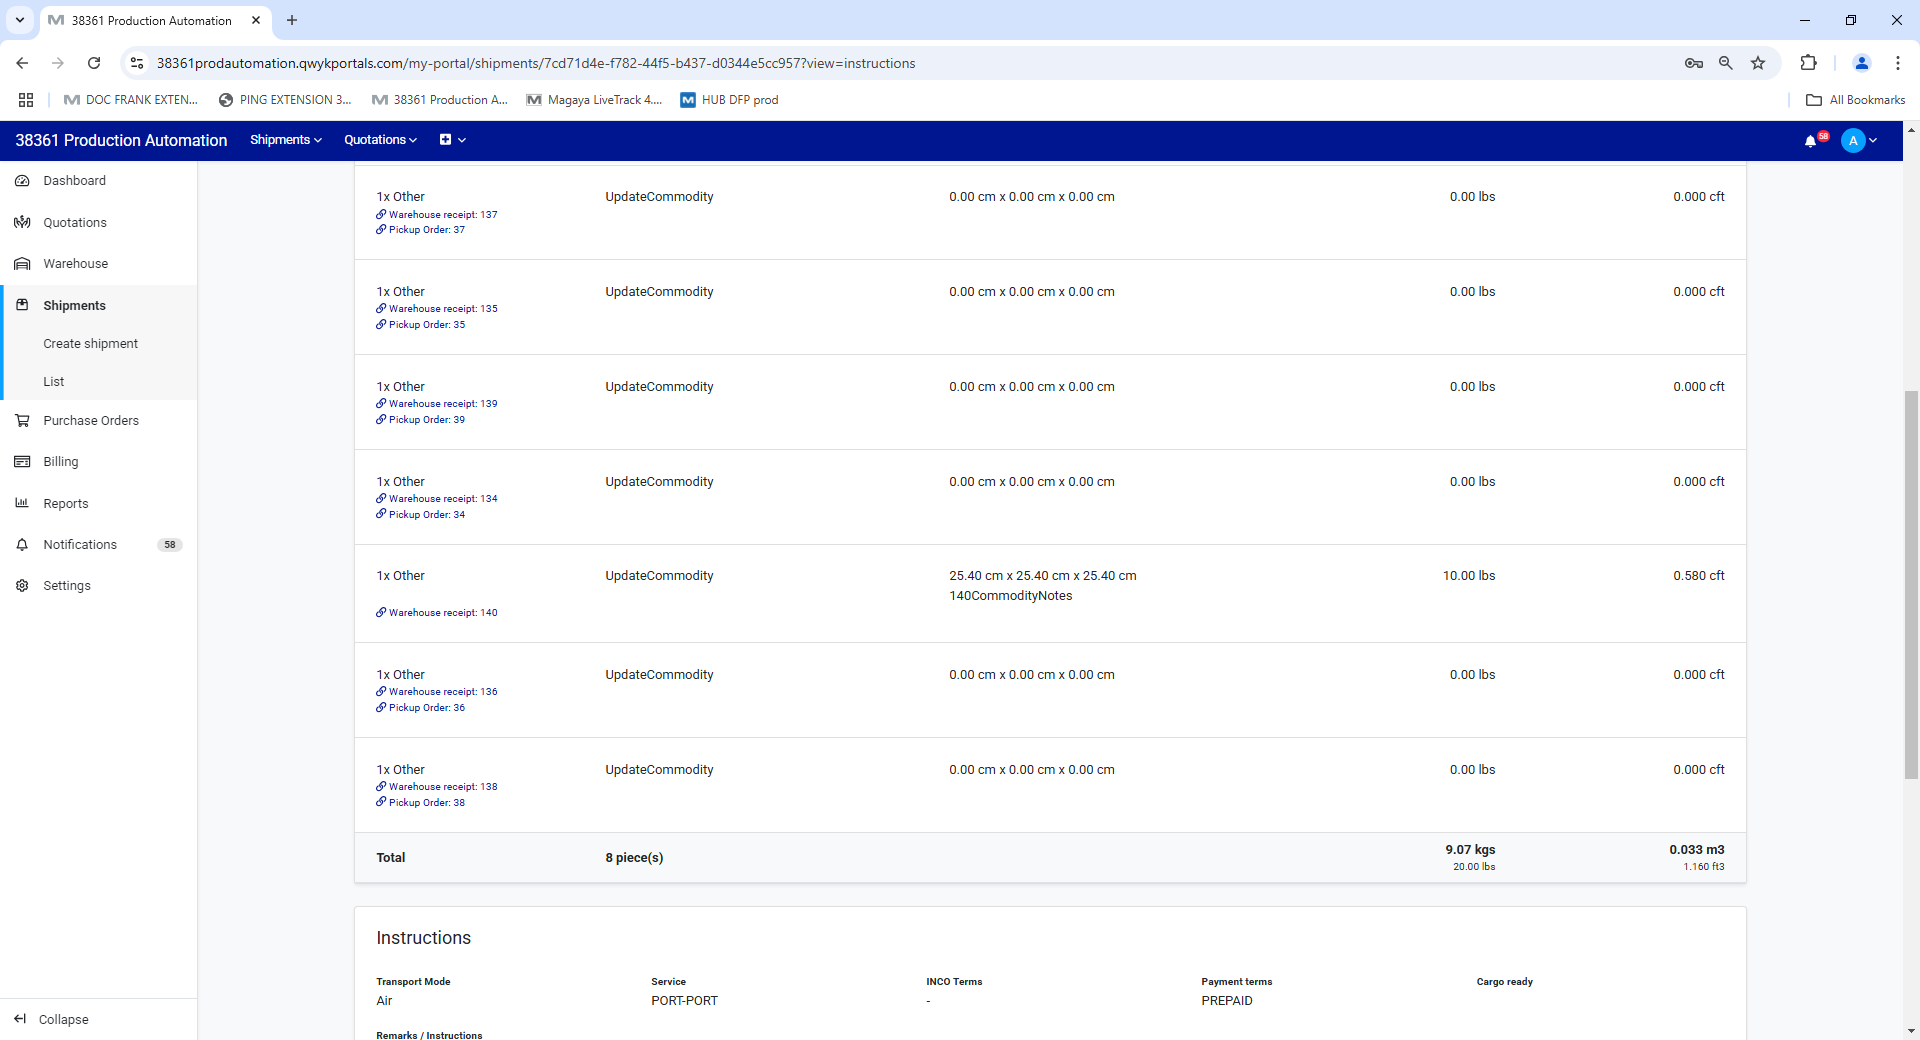 38361 Production Automation
38361prodautomation.qwykportals.com/my-portal/shipments/7cd71d4e-f782-44f5-b437-d0344e5cc957?view=instructions
DOC FRANK EXTEN...
PING EXTENSION 3...
38361 Production A...
Magaya LiveTrack 4....
HUB DFP prod
All Bookmarks
38361 Production Automation
Shipments
Quotations
58
A
Dashboard
Quotations
Warehouse
Shipments
Create shipment
List
Purchase Orders
Billing
Reports
Notifications 58
Settings
Collapse
1x Other UpdateCommodity 0.00 cm x 0.00 cm x 0.00 cm 0.00 lbs 0.000 cft
Warehouse receipt: 137
Pickup Order: 37
1x Other UpdateCommodity 0.00 cm x 0.00 cm x 0.00 cm 0.00 lbs 0.000 cft
Warehouse receipt: 135
Pickup Order: 35
1x Other UpdateCommodity 0.00 cm x 0.00 cm x 0.00 cm 0.00 lbs 0.000 cft
Warehouse receipt: 139
Pickup Order: 39
1x Other UpdateCommodity 0.00 cm x 0.00 cm x 0.00 cm 0.00 lbs 0.000 cft
Warehouse receipt: 134
Pickup Order: 34
1x Other UpdateCommodity 25.40 cm x 25.40 cm x 25.40 cm 10.00 lbs 0.580 cft
140CommodityNotes
Warehouse receipt: 140
1x Other UpdateCommodity 0.00 cm x 0.00 cm x 0.00 cm 0.00 lbs 0.000 cft
Warehouse receipt: 136
Pickup Order: 36
1x Other UpdateCommodity 0.00 cm x 0.00 cm x 0.00 cm 0.00 lbs 0.000 cft
Warehouse receipt: 138
Pickup Order: 38
Total 8 piece(s) 9.07 kgs 0.033 m3
20.00 lbs 1.160 ft3
Instructions
Transport Mode Service INCO Terms Payment terms Cargo ready
Air PORT-PORT - PREPAID
Remarks / Instructions